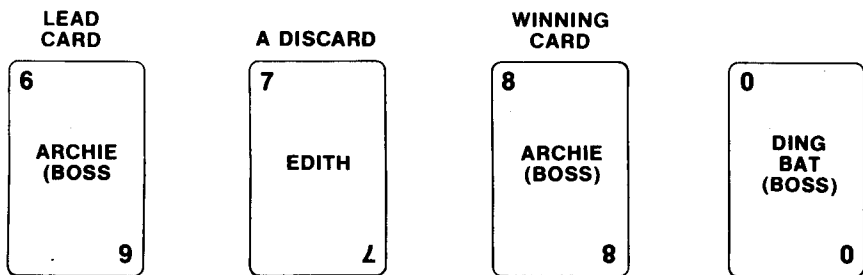 LEAD
CARD
A DISCARD
WINNING
CARD
6
ARCHIE
(BOSS
6
7
EDITH
7
8
ARCHIE
(BOSS)
8
0
DING
BAT
(BOSS)
0